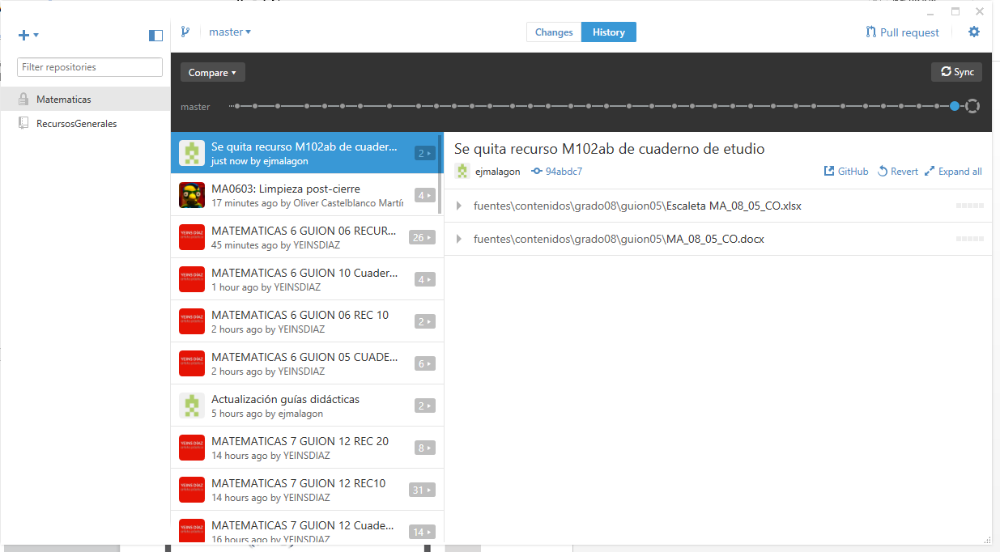 master
Changes
History
Pull request
Filter repositories
Matematicas
RecursosGenerales
Compare
Sync
master
Se quita recurso M102ab de cuader...
just now by ejmalagon
2
MA0603: Limpieza post-cierre
17 minutes ago by Oliver Castelblanco Martír
4
MATEMATICAS 6 GUION 06 RECUR...
45 minutes ago by YEINSDIAZ
26
MATEMATICAS 6 GUION 10 Cuader...
1 hour ago by YEINSDIAZ
4
MATEMATICAS 6 GUION 06 REC 10
2 hours ago by YEINSDIAZ
2
MATEMATICAS 6 GUION 05 CUADE...
2 hours ago by YEINSDIAZ
6
Actualización guías didácticas
5 hours ago by ejmalagon
2
MATEMATICAS 7 GUION 12 REC 20
14 hours ago by YEINSDIAZ
8
MATEMATICAS 7 GUION 12 REC10
14 hours ago by YEINSDIAZ
31
MATEMATICAS 7 GUION 12 Cuade...
16 hours ago by YEINSDIAZ
14
Se quita recurso M102ab de cuaderno de etudio
ejmalagon
94abdc7
GitHub
Revert
Expand all
fuentes\contenidos\grado08\guion05\Escaleta MA_08_05_CO.xlsx
fuentes\contenidos\grado08\guion05\MA_08_05_CO.docx